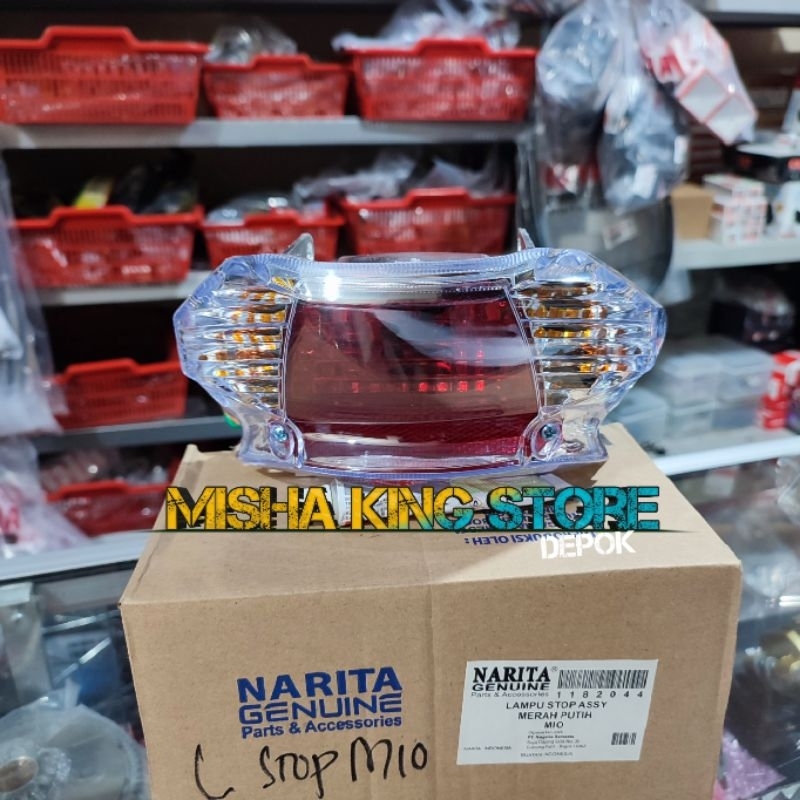 MISHA KING STORE
DEPOK
NARITA
GENUINE
Parts & Accessories
L STOP MIO
NARITA®
GENUINE
Parts & Accessories
1182044
LAMPU STOP ASSY
MERAH PUTIH
MIO